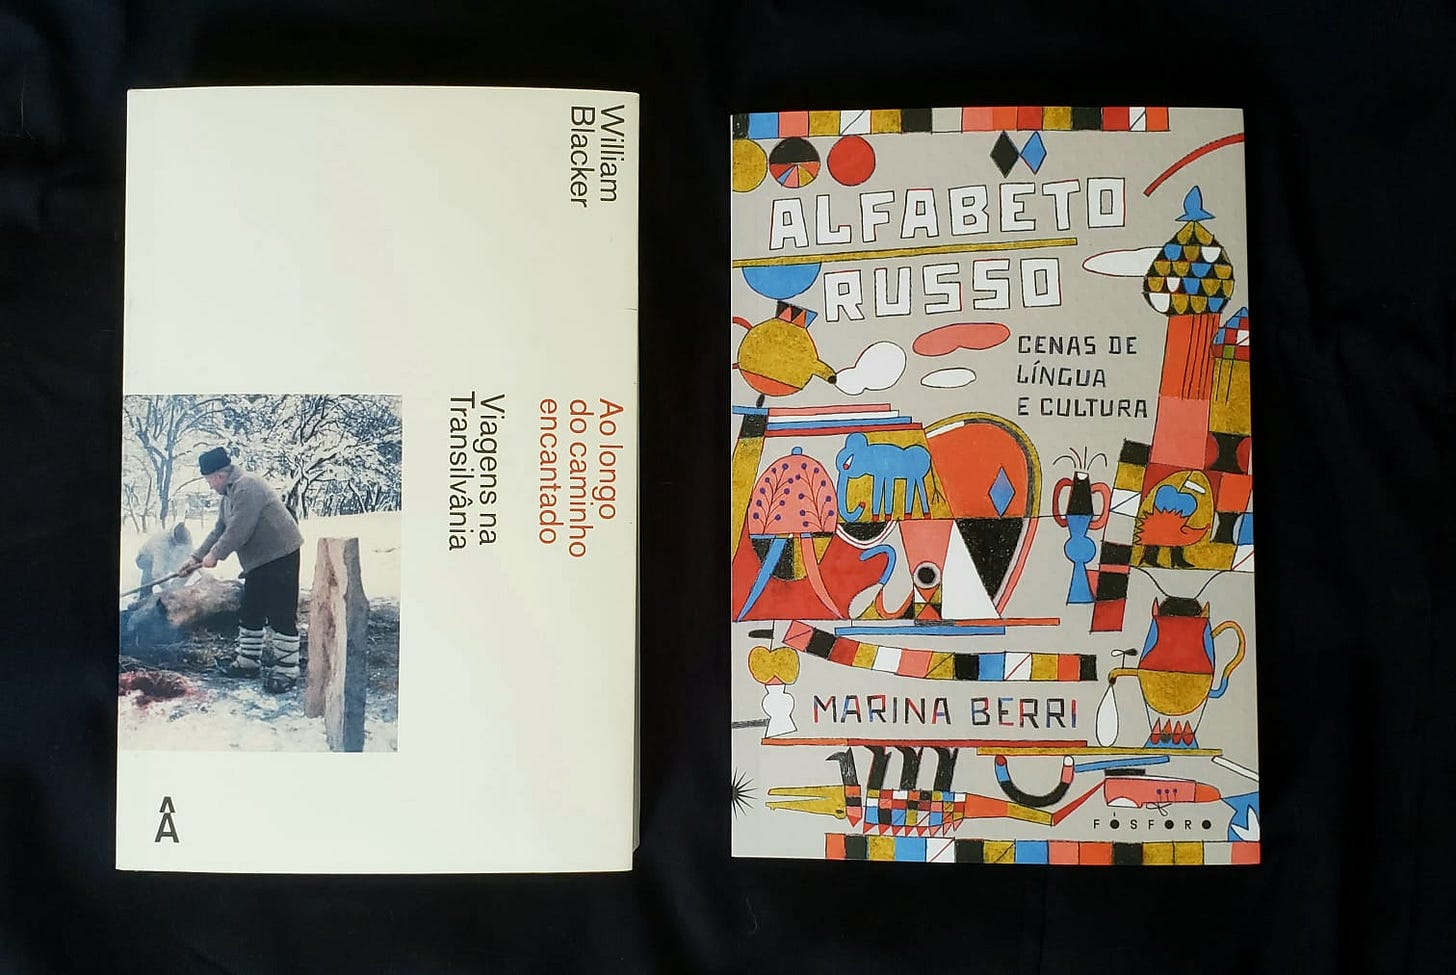 William
Blacker
Ao longo
do caminho
encantado
Viagens na
Transilvânia
Â
ALFABETO
RUSSO
CENAS DE
LÍNGUA
E CULTURA
MARINA BERRI
FÓSFORO